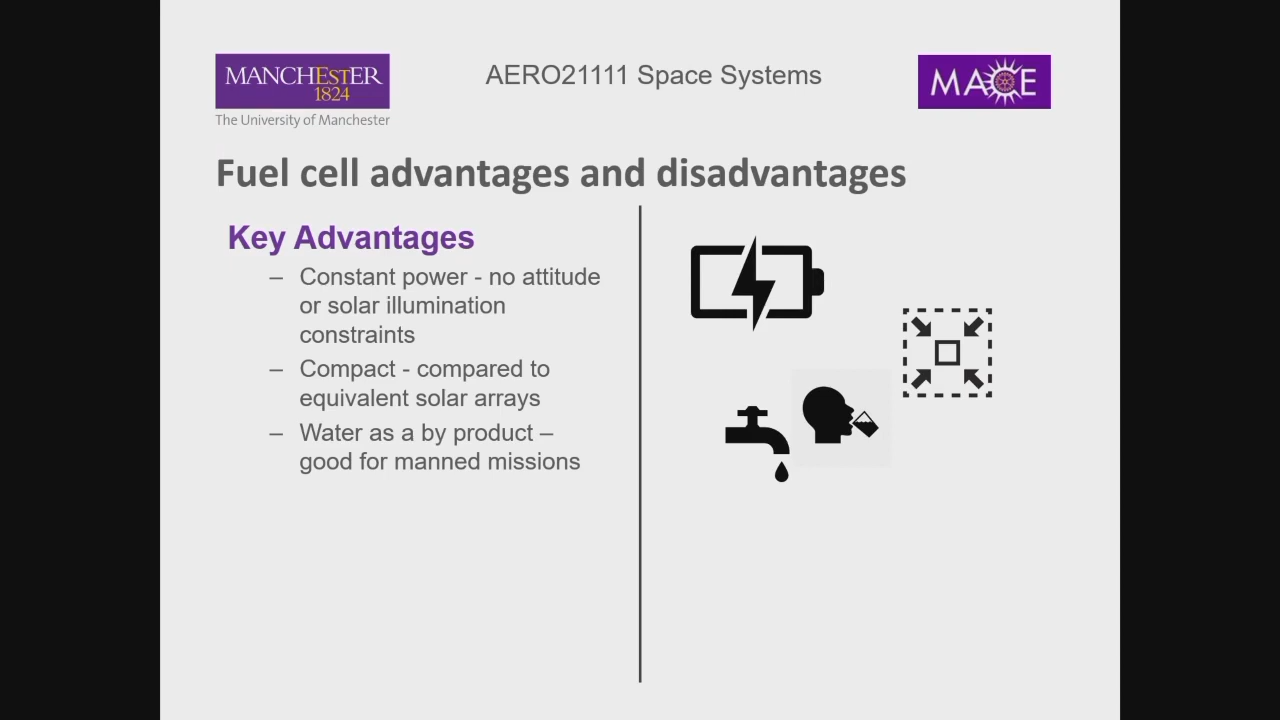 MANCHEstER
1824
The University of Manchester
AERO21111 Space Systems
MACE
Fuel cell advantages and disadvantages
Key Advantages
– Constant power - no attitude
or solar illumination
constraints
– Compact - compared to
equivalent solar arrays
– Water as a by product –
good for manned missions